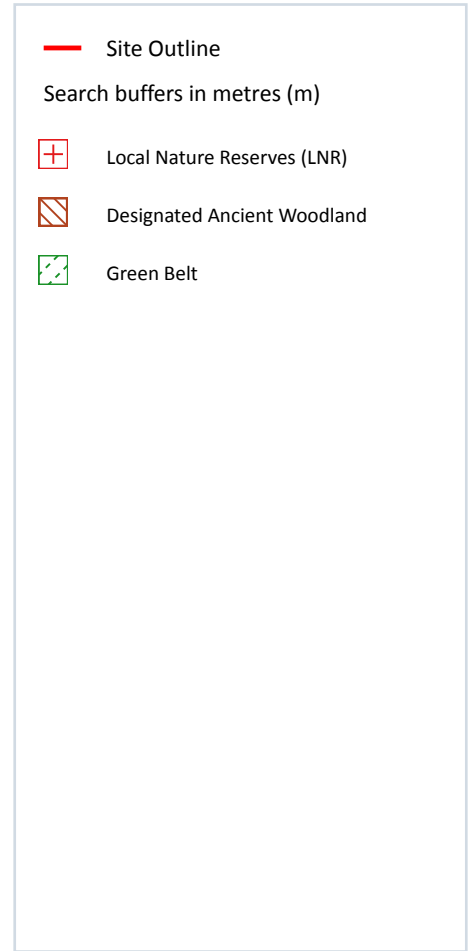 Site Outline
Search buffers in metres (m)
Local Nature Reserves (LNR)
Designated Ancient Woodland
Green Belt